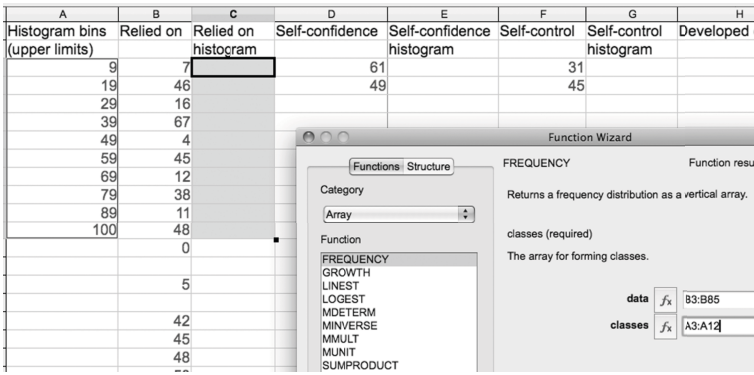 A B C D E F G H
Histogram bins Relied on Relied on Self-confidence Self-confidence Self-control Self-control Developed
(upper limits) histogram histogram histogram
9 7 61 31
19 46 49 45
29 16
39 67
49 4
59 45
69 12
79 38
89 11
100 48
0
5
42
45
48
Function Wizard
Functions Structure
Category
Array
Function
FREQUENCY
GROWTH
LINEST
LOGEST
MDETERM
MINVERSE
MMULT
MUNIT
SUMPRODUCT
FREQUENCY Function resu
Returns a frequency distribution as a vertical array.
classes (required)
The array for forming classes.
data fx B3:B85
classes fx A3:A12